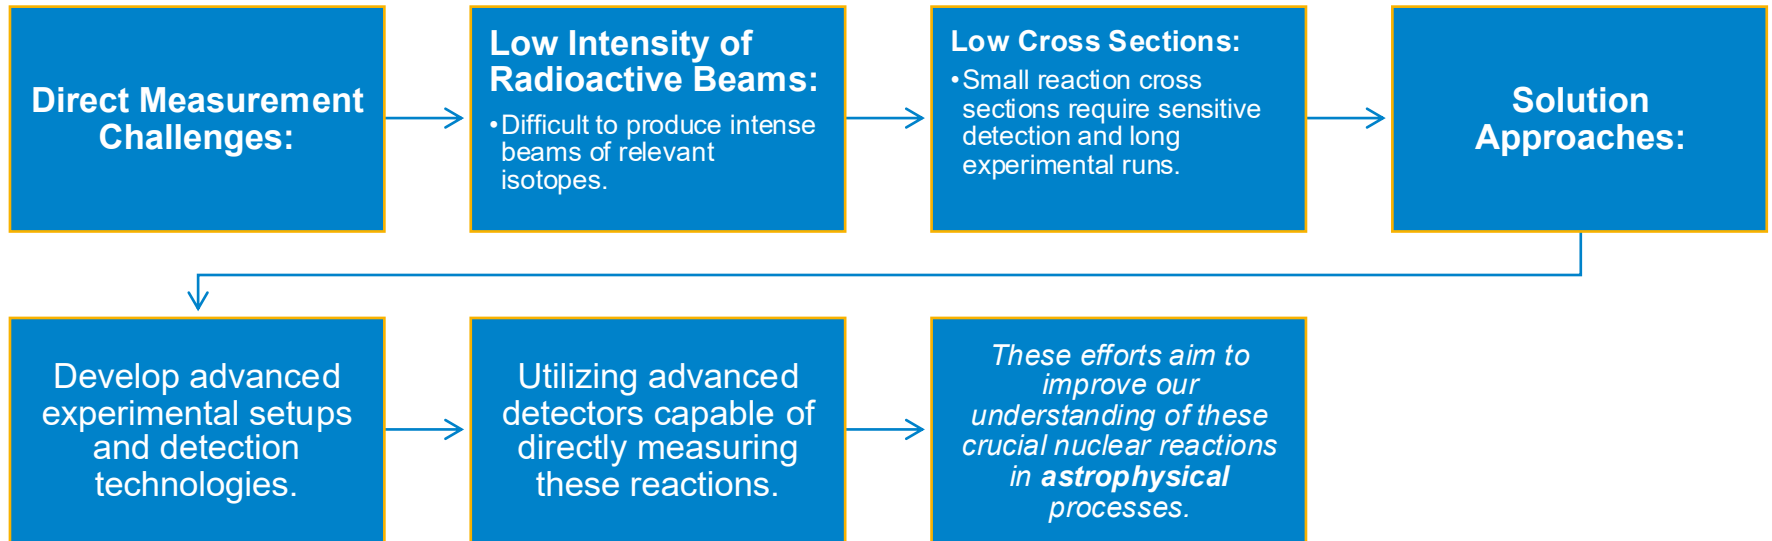 Direct Measurement
Challenges:
Low Intensity of
Radioactive Beams:
•Difficult to produce intense
beams of relevant
isotopes.
Low Cross Sections:
•Small reaction cross
sections require sensitive
detection and long
experimental runs.
Solution
Approaches:
Develop advanced
experimental setups
and detection
technologies.
Utilizing advanced
detectors capable of
directly measuring
these reactions.
These efforts aim to
improve our
understanding of these
crucial nuclear reactions
in astrophysical
processes.